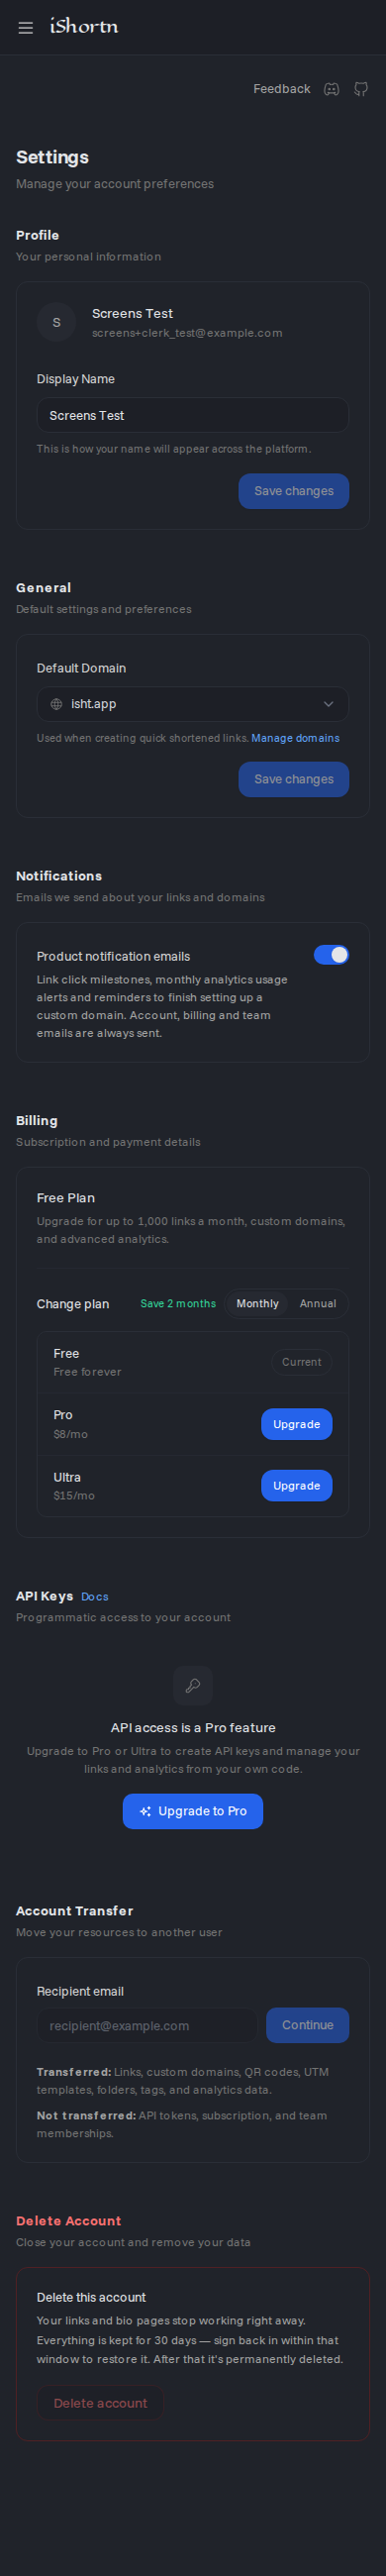 iShortn
Feedback
Settings
Manage your account preferences
Profile
Your personal information
S
Screens Test
screens+clerk_test@example.com
Display Name
Screens Test
This is how your name will appear across the platform.
Save changes
General
Default settings and preferences
Default Domain
isht.app
Used when creating quick shortened links. Manage domains
Save changes
Notifications
Emails we send about your links and domains
Product notification emails
Link click milestones, monthly analytics usage
alerts and reminders to finish setting up a
custom domain. Account, billing and team
emails are always sent.
Billing
Subscription and payment details
Free Plan
Upgrade for up to 1,000 links a month, custom domains,
and advanced analytics.
Change plan Save 2 months Monthly Annual
Free
Free forever
Current
Pro
$8/mo
Upgrade
Ultra
$15/mo
Upgrade
API Keys Docs
Programmatic access to your account
API access is a Pro feature
Upgrade to Pro or Ultra to create API keys and manage your
links and analytics from your own code.
Upgrade to Pro
Account Transfer
Move your resources to another user
Recipient email
recipient@example.com
Continue
Transferred: Links, custom domains, QR codes, UTM
templates, folders, tags, and analytics data.
Not transferred: API tokens, subscription, and team
memberships.
Delete Account
Close your account and remove your data
Delete this account
Your links and bio pages stop working right away.
Everything is kept for 30 days — sign back in within that
window to restore it. After that it's permanently deleted.
Delete account